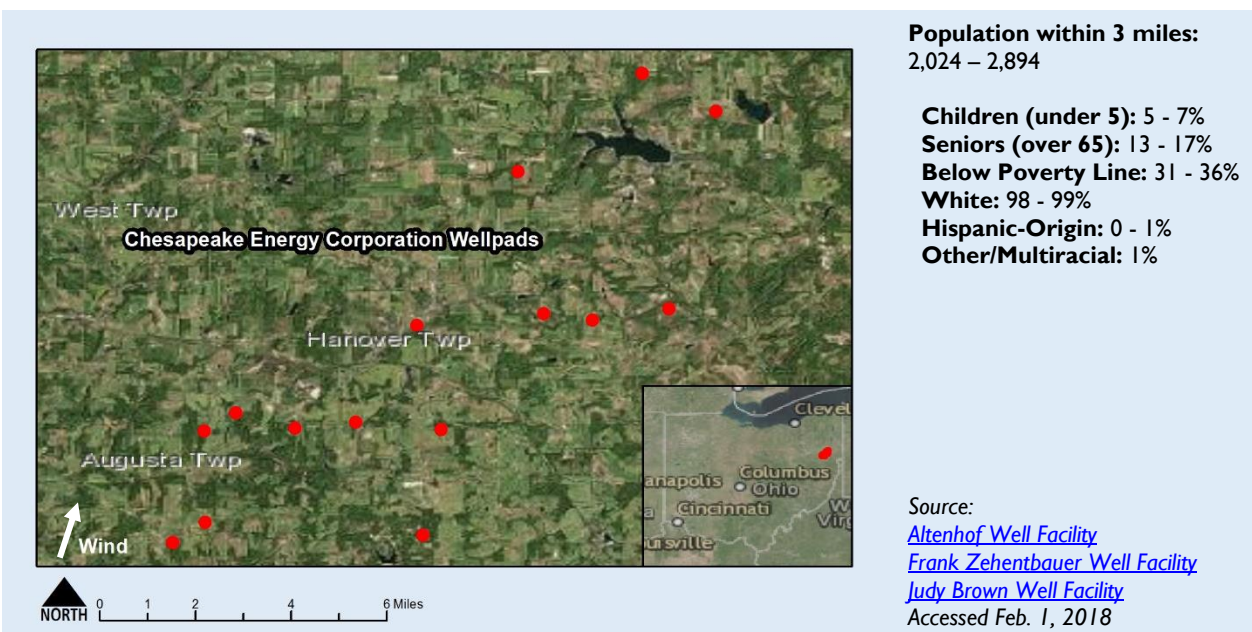 Population within 3 miles:
2,024 – 2,894
Children (under 5): 5 - 7%
Seniors (over 65): 13 - 17%
Below Poverty Line: 31 - 36%
White: 98 - 99%
Hispanic-Origin: 0 - 1%
Other/Multiracial: 1%
West Twp
Chesapeake Energy Corporation Wellpads
Hanover Twp
Augusta Twp
Wind
Clevel
anapolis
Columbus
Ohio
Cincinnati
W
Virg
uisville
NORTH
0 1 2 4 6 Miles
Source:
Altenhof Well Facility
Frank Zehentbauer Well Facility
Judy Brown Well Facility
Accessed Feb. 1, 2018